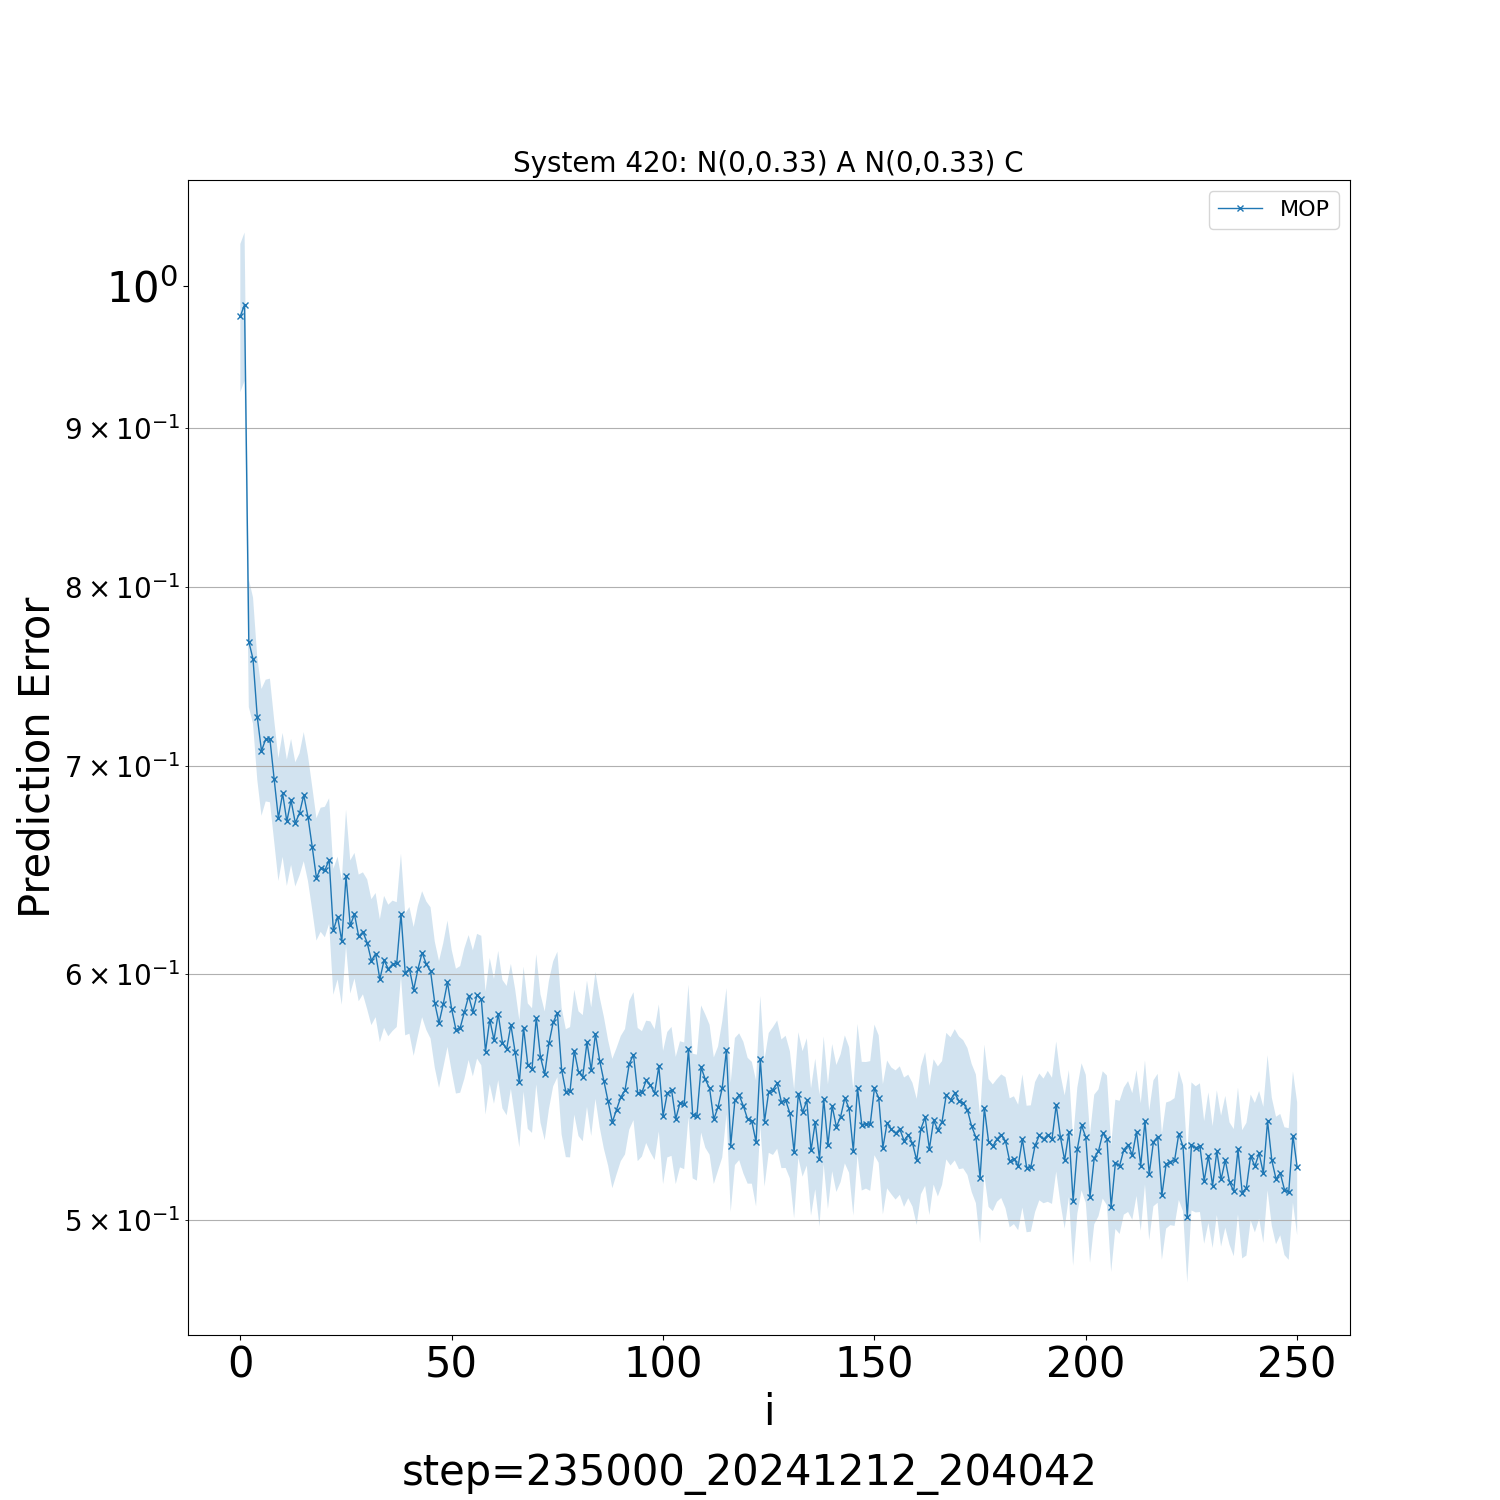 System 420: N(0,0.33) A N(0,0.33) C
MOP
10⁰
9 × 10⁻¹
8 × 10⁻¹
7 × 10⁻¹
6 × 10⁻¹
5 × 10⁻¹
Prediction Error
0 50 100 150 200 250
i
step=235000_20241212_204042